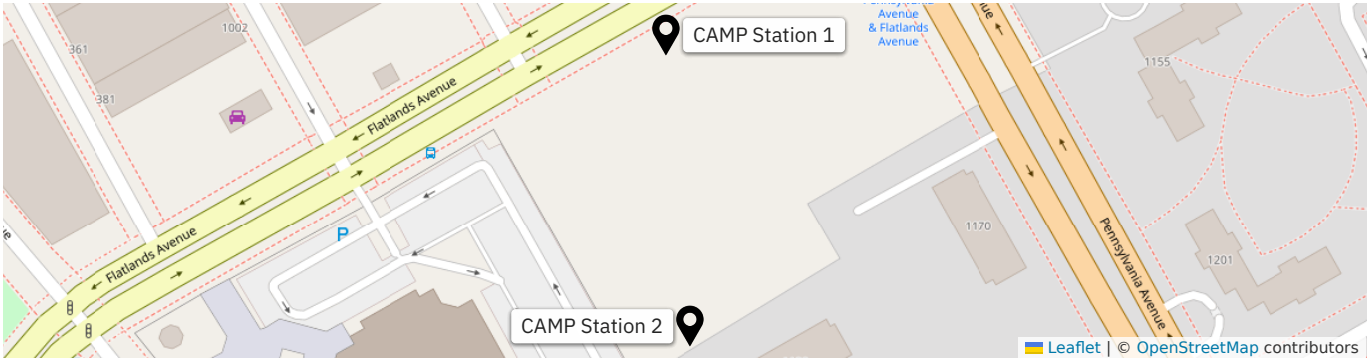 1002
361
381
Flatlands Avenue
CAMP Station 1
Avenue
& Flatlands
Avenue
1155
P
Flatlands Avenue
1170
Pennsylvania Avenue
1201
CAMP Station 2
Leaflet | © OpenStreetMap contributors